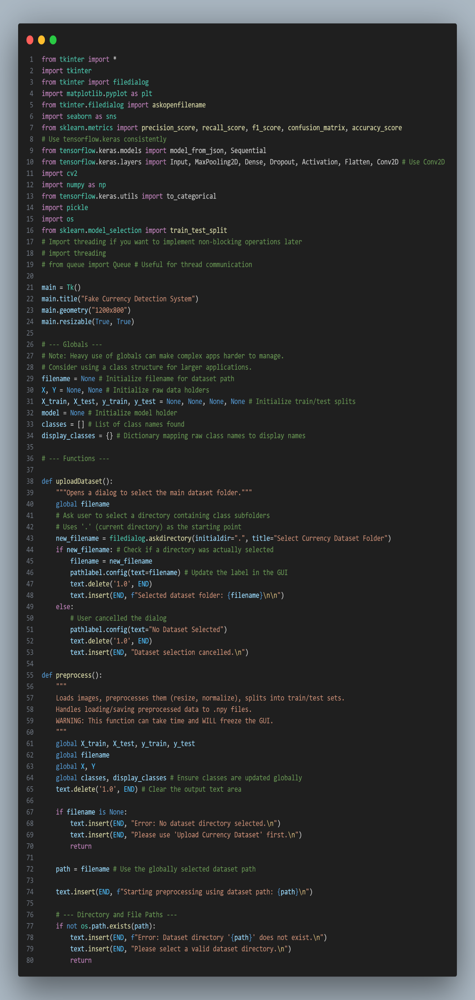 1 from tkinter import *
2 import tkinter
3 from tkinter import filedialog
4 import matplotlib.pyplot as plt
5 from tkinter.filedialog import askopenfilename
6 import seaborn as sns
7 from sklearn.metrics import precision_score, recall_score, f1_score, confusion_matrix, accuracy_score
8 # Use tensorflow.keras consistently
9 from tensorflow.keras.models import model_from_json, Sequential
10 from tensorflow.keras.layers import Input, MaxPooling2D, Dense, Dropout, Activation, Flatten, Conv2D # Use Conv2D
11 import cv2
12 import numpy as np
13 from tensorflow.keras.utils import to_categorical
14 import pickle
15 import os
16 from sklearn.model_selection import train_test_split
17 # Import threading if you want to implement non-blocking operations later
18 # import threading
19 # from queue import Queue # Useful for thread communication
20
21 main = Tk()
22 main.title("Fake Currency Detection System")
23 main.geometry("1200x800")
24 main.resizable(True, True)
25
26 # --- Globals ---
27 # Note: Heavy use of globals can make complex apps harder to manage.
28 # Consider using a class structure for larger applications.
29 filename = None # Initialize filename for dataset path
30 X, Y = None, None # Initialize raw data holders
31 X_train, X_test, y_train, y_test = None, None, None, None # Initialize train/test splits
32 model = None # Initialize model holder
33 classes = [] # List of class names found
34 display_classes = {} # Dictionary mapping raw class names to display names
35
36 # --- Functions ---
37
38 def uploadDataset():
39     """Opens a dialog to select the main dataset folder."""
40     global filename
41     # Ask user to select a directory containing class subfolders
42     # Uses '.' (current directory) as the starting point
43     new_filename = filedialog.askdirectory(initialdir=".", title="Select Currency Dataset Folder")
44     if new_filename: # Check if a directory was actually selected
45         filename = new_filename
46         pathlabel.config(text=filename) # Update the label in the GUI
47         text.delete('1.0', END)
48         text.insert(END, f"Selected dataset folder: {filename}\n\n")
49     else:
50         # User cancelled the dialog
51         pathlabel.config(text="No Dataset Selected")
52         text.delete('1.0', END)
53         text.insert(END, "Dataset selection cancelled.\n")
54
55 def preprocess():
56     """
57     Loads images, preprocesses them (resize, normalize), splits into train/test sets.
58     Handles loading/saving preprocessed data to .npy files.
59     WARNING: This function can take time and WILL freeze the GUI.
60     """
61     global X_train, X_test, y_train, y_test
62     global filename
63     global X, Y
64     global classes, display_classes # Ensure classes are updated globally
65     text.delete('1.0', END) # Clear the output text area
66
67     if filename is None:
68         text.insert(END, "Error: No dataset directory selected.\n")
69         text.insert(END, "Please use 'Upload Currency Dataset' first.\n")
70         return
71
72     path = filename # Use the globally selected dataset path
73
74     text.insert(END, f"Starting preprocessing using dataset path: {path}\n")
75
76     # --- Directory and File Paths ---
77     if not os.path.exists(path):
78         text.insert(END, f"Error: Dataset directory '{path}' does not exist.\n")
79         text.insert(END, "Please select a valid dataset directory.\n")
80         return